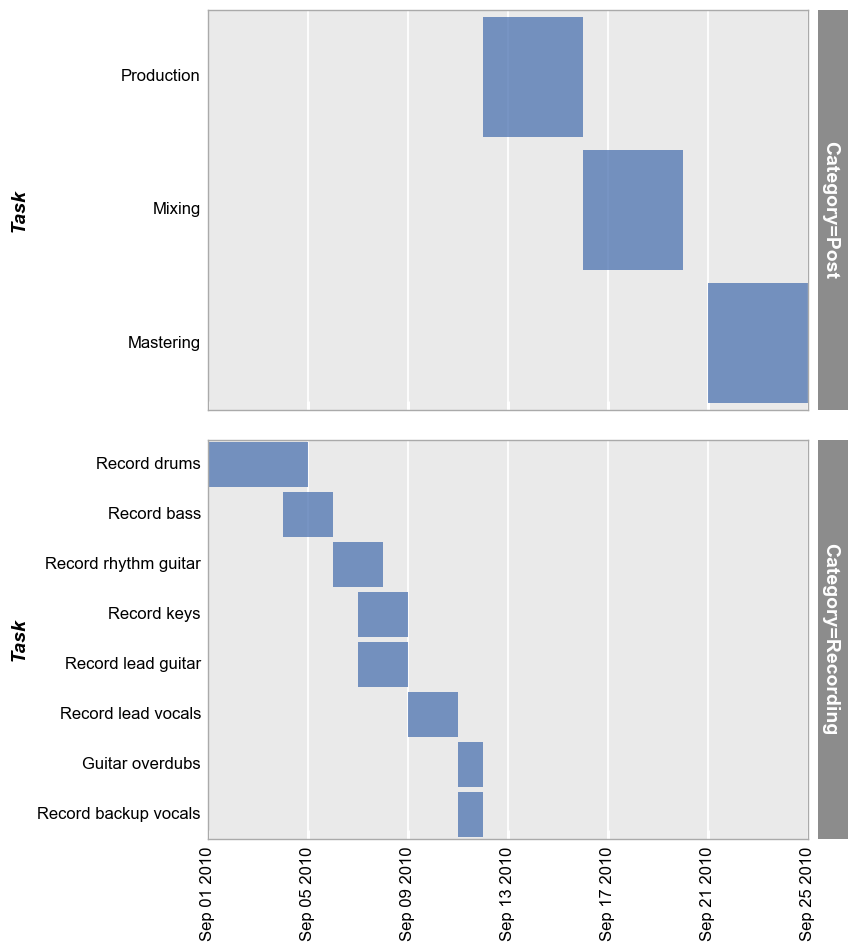 Task
Production
Mixing
Mastering
Category=Post
Task
Record drums
Record bass
Record rhythm guitar
Record keys
Record lead guitar
Record lead vocals
Guitar overdubs
Record backup vocals
Category=Recording
Sep 01 2010
Sep 05 2010
Sep 09 2010
Sep 13 2010
Sep 17 2010
Sep 21 2010
Sep 25 2010